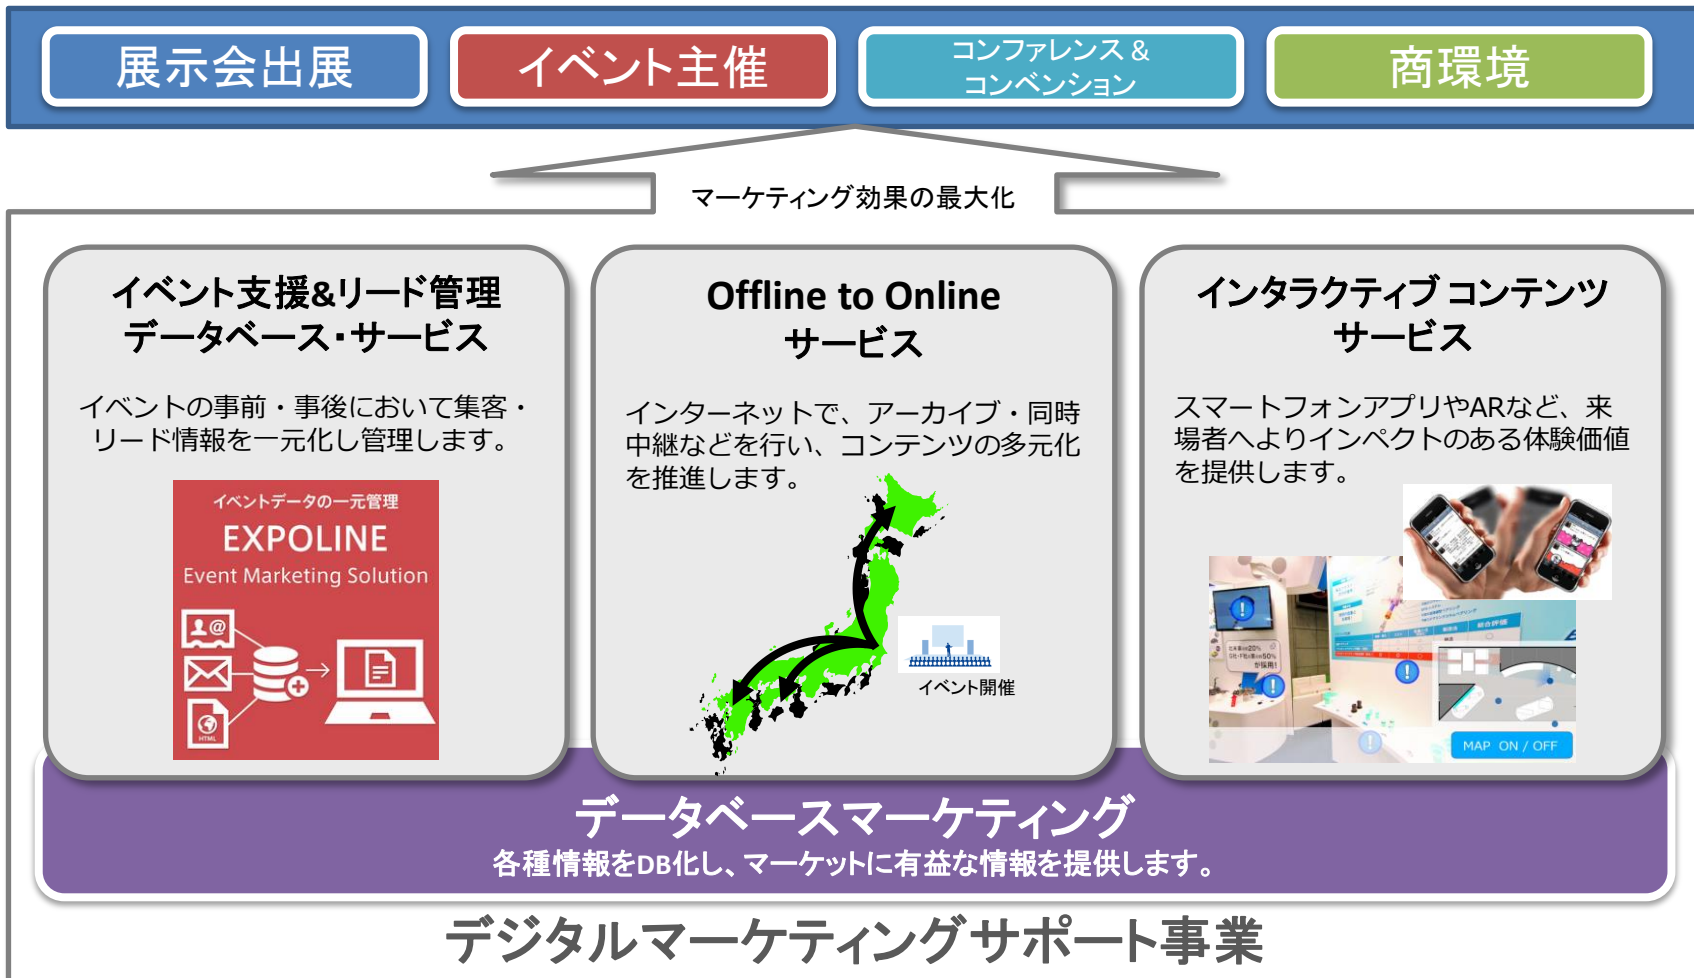 展示会出展
イベント主催
コンファレンス＆
コンベンション
商環境
マーケティング効果の最大化
イベント支援&リード管理
データベース・サービス
イベントの事前・事後において集客・
リード情報を一元化し管理します。
イベントデータの一元管理
EXPOLINE
Event Marketing Solution
HTML
Offline to Online
サービス
インターネットで、アーカイブ・同時
中継などを行い、コンテンツの多元化
を推進します。
イベント開催
インタラクティブ コンテンツ
サービス
スマートフォンアプリやARなど、来
場者へよりインペクトのある体験価値
を提供します。
総合評価
が採用!
MAP ON / OFF
データベースマーケティング
各種情報をDB化し、マーケットに有益な情報を提供します。
デジタルマーケティングサポート事業